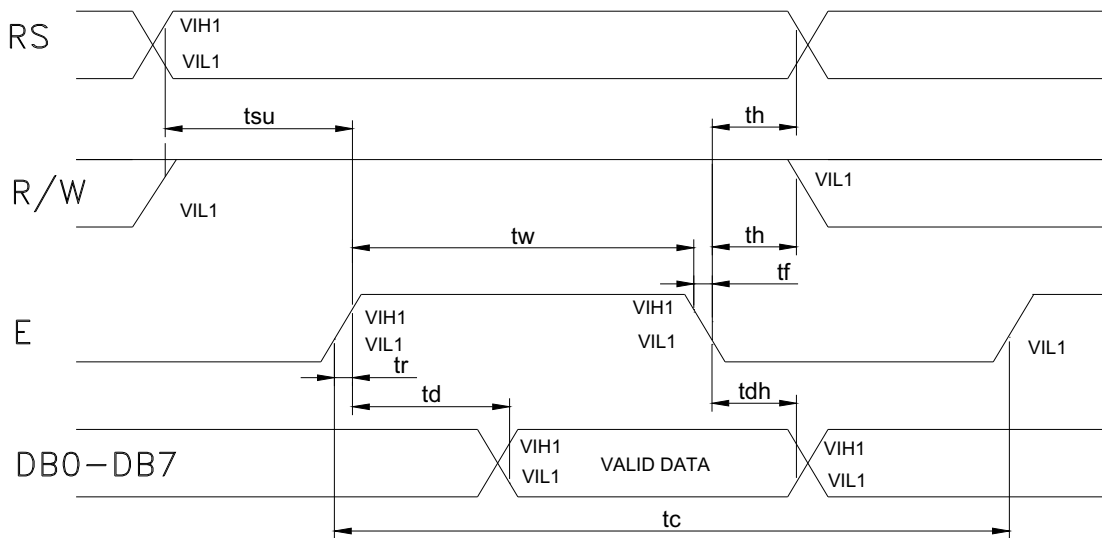 RS
VIH1
VIL1
tsu
th
R/W
VIL1
VIL1
tw
th
tf
E
VIH1
VIL1
VIH1
VIL1
VIL1
tr
td
tdh
DB0-DB7
VIH1
VIL1
VALID DATA
VIH1
VIL1
tc